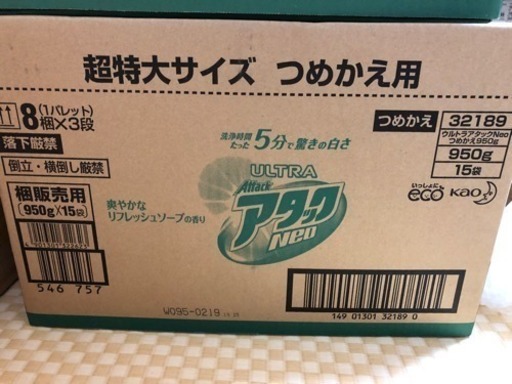 超特大サイズ つめかえ用
8 (1パレット)
梱×3段
落下厳禁
倒立・横倒し厳禁
梱販売用
(950g×15袋)
546 757
洗浄時間
たった 5分で驚きの白さ
ULTRA
Attack
アタック
Neo
爽やかな
リフレッシュソープの香り
W095-0219
つめかえ 32189
ウルトラアタックNeo
つめかえ950g
950g
15袋
いっしょに
eco
KAO
149 01301 32189 0